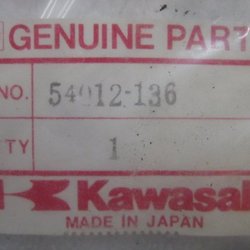 GENUINE PART
NO. 54012-136
TY 1
Kawasaki
MADE IN JAPAN